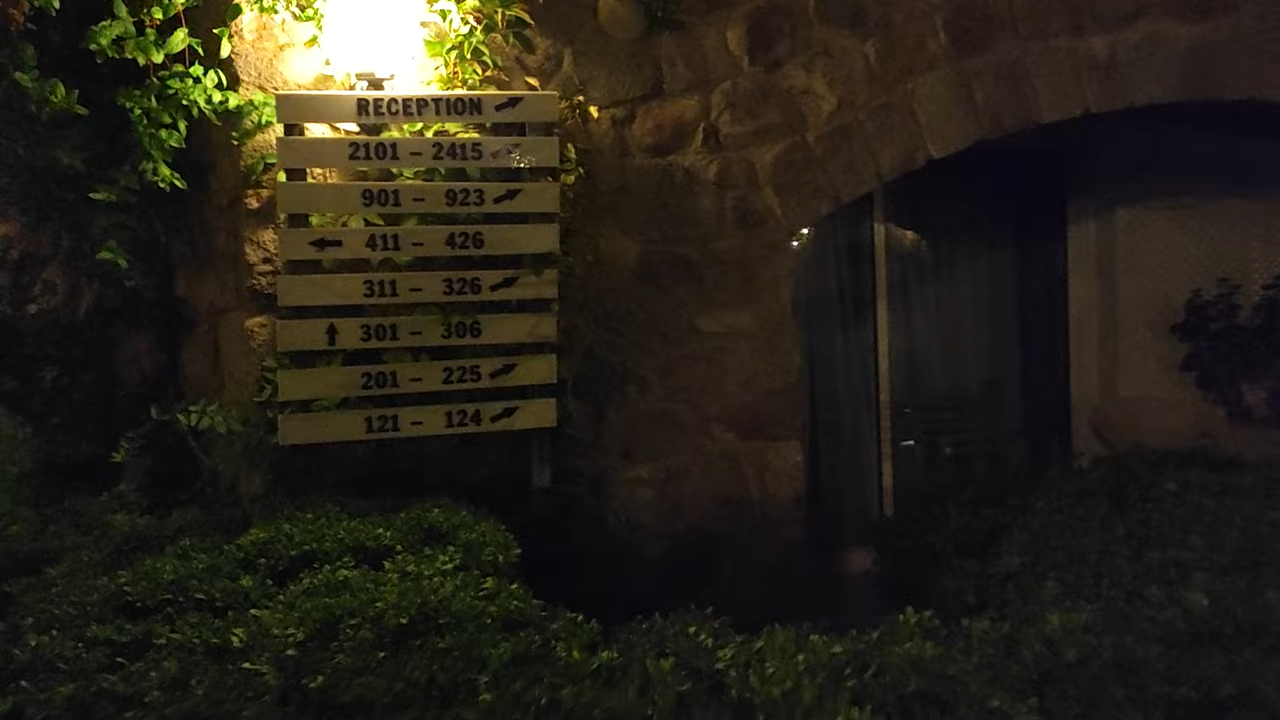 RECEPTION ↗
2101 - 2415
901 - 923 ↗
← 411 - 426
311 - 326 ↗
↑ 301 - 306
201 - 225 ↗
121 - 124 ↗